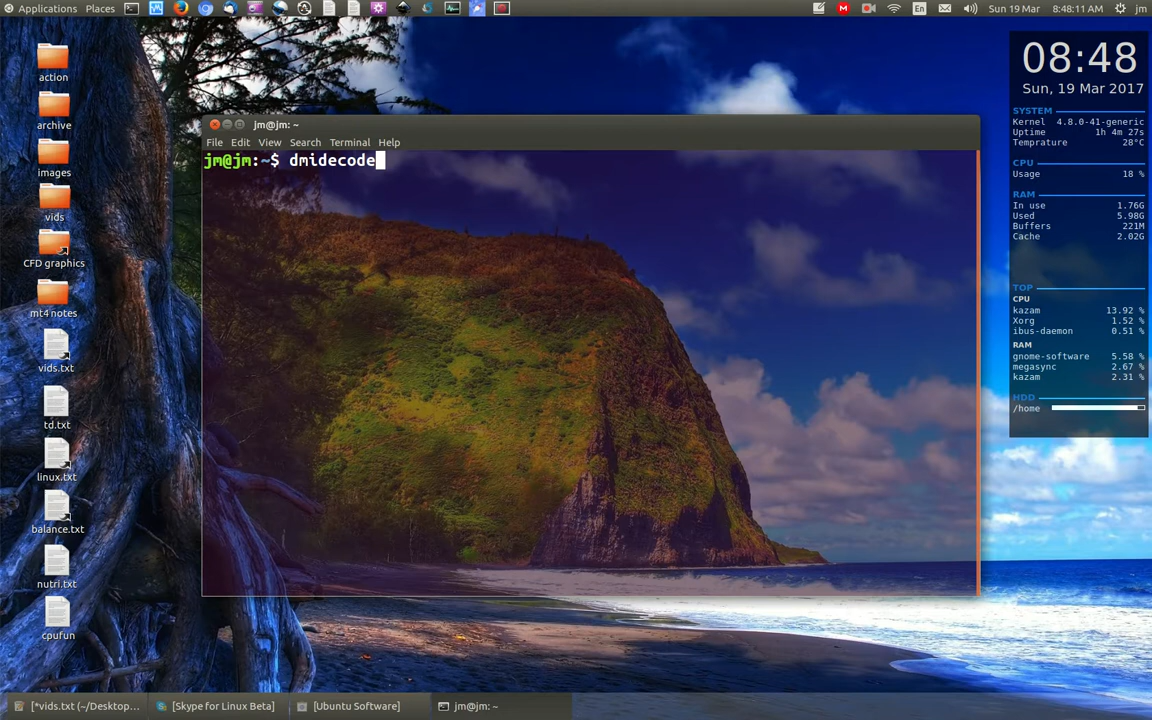 Applications Places
En Sun 19 Mar 8:48:11 AM jm
action
archive
images
vids
CFD graphics
mt4 notes
vids.txt
td.txt
linux.txt
balance.txt
nutri.txt
cpufun
jm@jm: ~
File Edit View Search Terminal Help
jm@jm:~$ dmidecode
08:48
Sun, 19 Mar 2017
SYSTEM
Kernel 4.8.0-41-generic
Uptime 1h 4m 27s
Temprature 28°C
CPU
Usage 18 %
RAM
In use 1.76G
Used 5.98G
Buffers 221M
Cache 2.02G
TOP
CPU
kazam 13.92 %
Xorg 1.52 %
ibus-daemon 0.51 %
RAM
gnome-software 5.58 %
megasync 2.67 %
kazam 2.31 %
HDD
/home
[*vids.txt (~/Desktop... [Skype for Linux Beta] [Ubuntu Software] jm@jm: ~